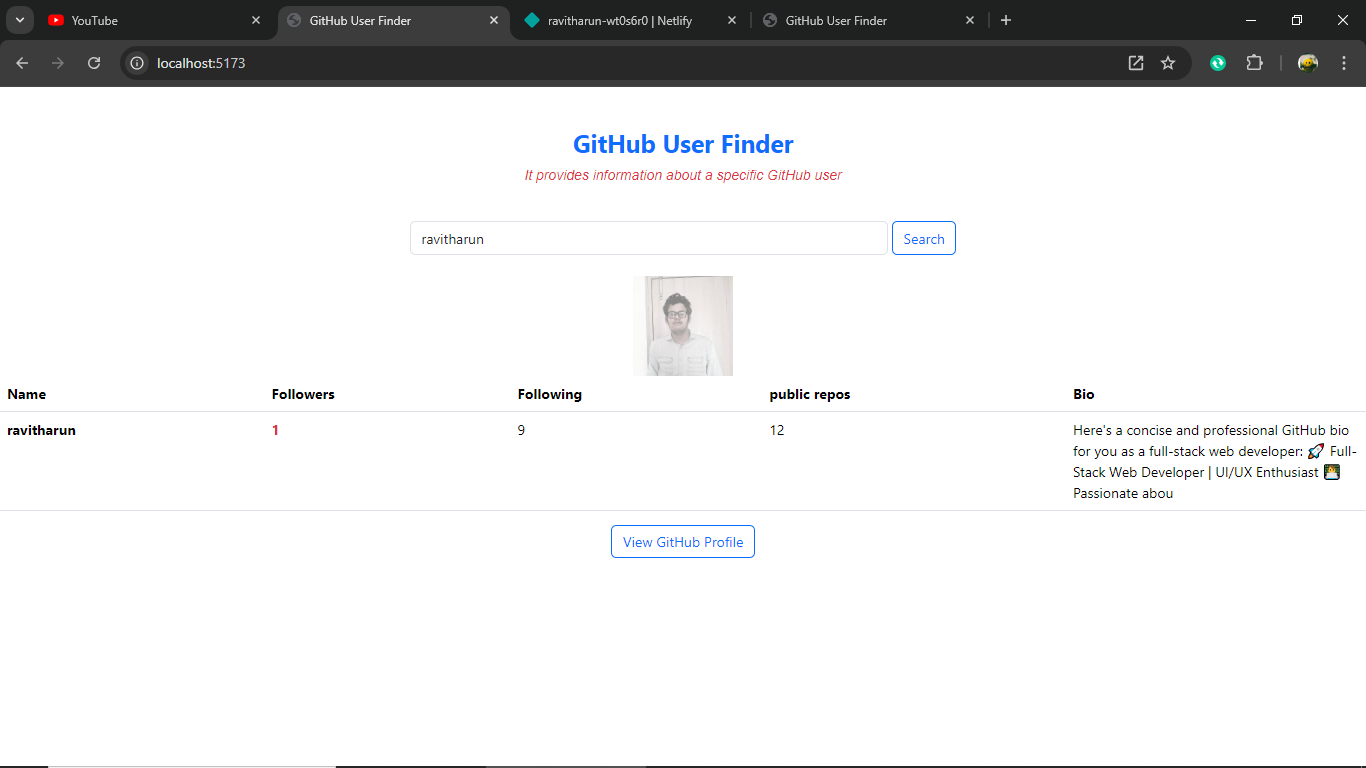 YouTube
GitHub User Finder
ravitharun-wt0s6r0 | Netlify
GitHub User Finder
localhost:5173
GitHub User Finder
It provides information about a specific GitHub user
ravitharun
Search
Name Followers Following public repos Bio
ravitharun 1 9 12 Here's a concise and professional GitHub bio
for you as a full-stack web developer: 🚀 Full-
Stack Web Developer | UI/UX Enthusiast 👨‍💻
Passionate abou
View GitHub Profile